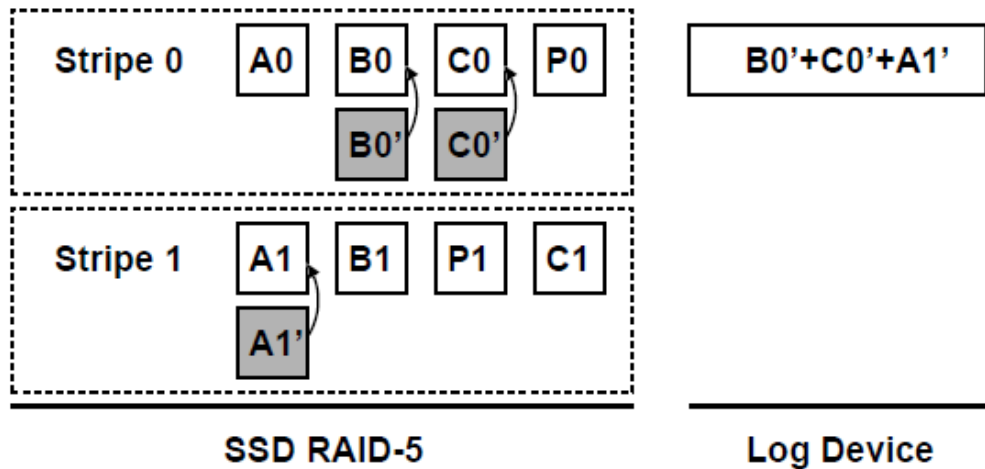 Stripe 0 A0 B0 C0 P0 B0’+C0’+A1’
B0’ C0’
Stripe 1 A1 B1 P1 C1
A1’
SSD RAID-5 Log Device